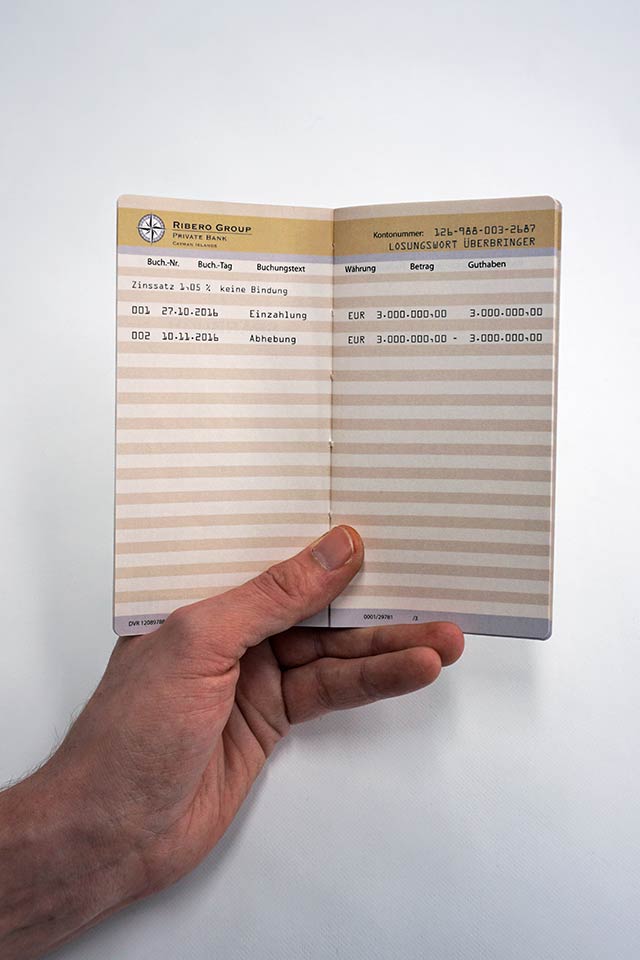 RIBERO GROUP
PRIVATE BANK
CAYMAN ISLANDS
Kontonummer: 126-988-003-2687
LOSUNGSWORT ÜBERBRINGER
Buch.-Nr. Buch.-Tag Buchungstext Währung Betrag Guthaben
Zinssatz 1,05 % keine Bindung
001 27.10.2016 Einzahlung EUR 3.000.000,00 3.000.000,00
002 10.11.2016 Abhebung EUR 3.000.000,00 - 3.000.000,00
DVR 12089788
0001/29781 /3